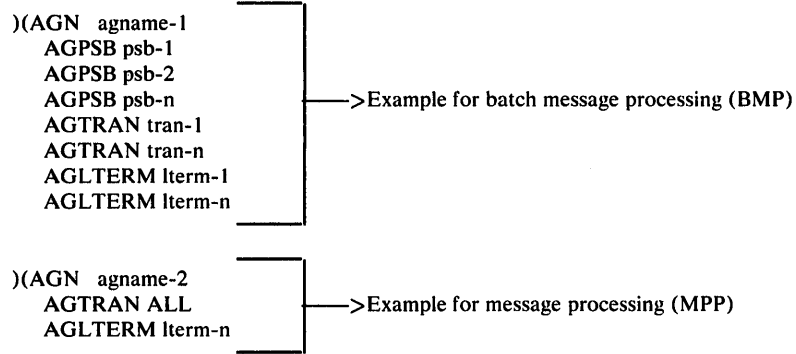 )(AGN agname-1
AGPSB psb-1
AGPSB psb-2
AGPSB psb-n
AGTRAN tran-1
AGTRAN tran-n
AGLTERM lterm-1
AGLTERM lterm-n
>Example for batch message processing (BMP)
)(AGN agname-2
AGTRAN ALL
AGLTERM lterm-n
>Example for message processing (MPP)